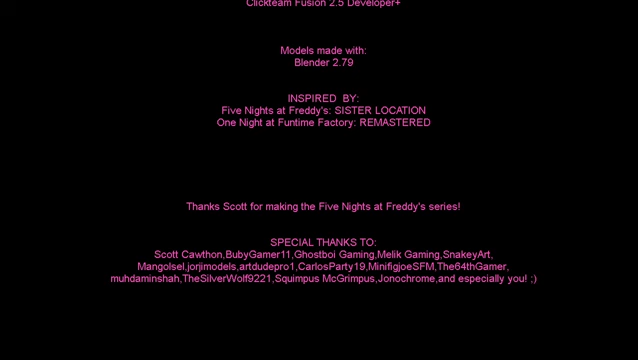 Clickteam Fusion 2.5 Developer+
Models made with:
Blender 2.79
INSPIRED BY:
Five Nights at Freddy's: SISTER LOCATION
One Night at Funtime Factory: REMASTERED
Thanks Scott for making the Five Nights at Freddy's series!
SPECIAL THANKS TO:
Scott Cawthon,BubyGamer11,Ghostboi Gaming,Melik Gaming,SnakeyArt,
Mangolsel,jorjimodels,artdudepro1,CarlosParty19,MinifigjoeSFM,The64thGamer,
muhdaminshah,TheSilverWolf9221,Squimpus McGrimpus,Jonochrome,and especially you! ;)